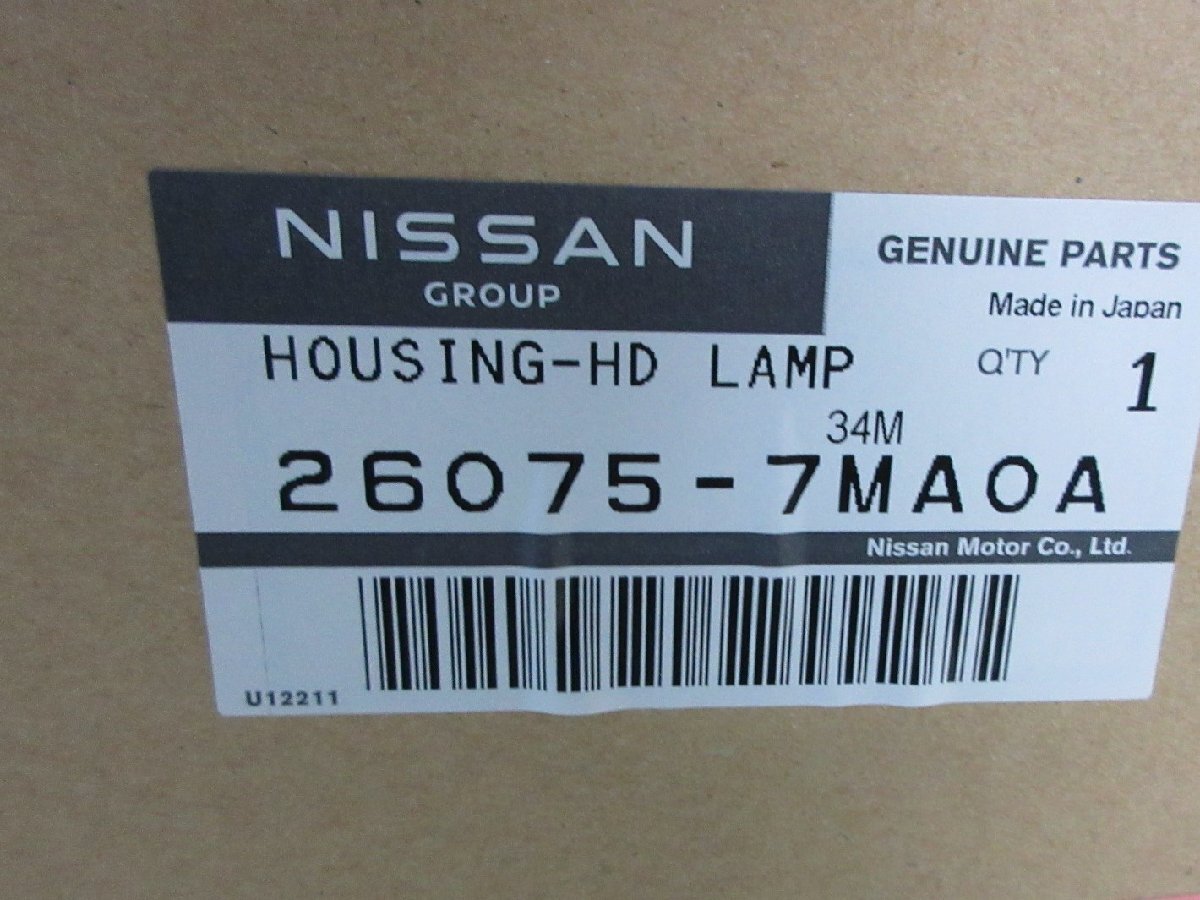 NISSAN
GROUP
GENUINE PARTS
Made in Japan
HOUSING-HD LAMP
Q'TY 1
34M
26075-7MA0A
Nissan Motor Co., Ltd.
U12211